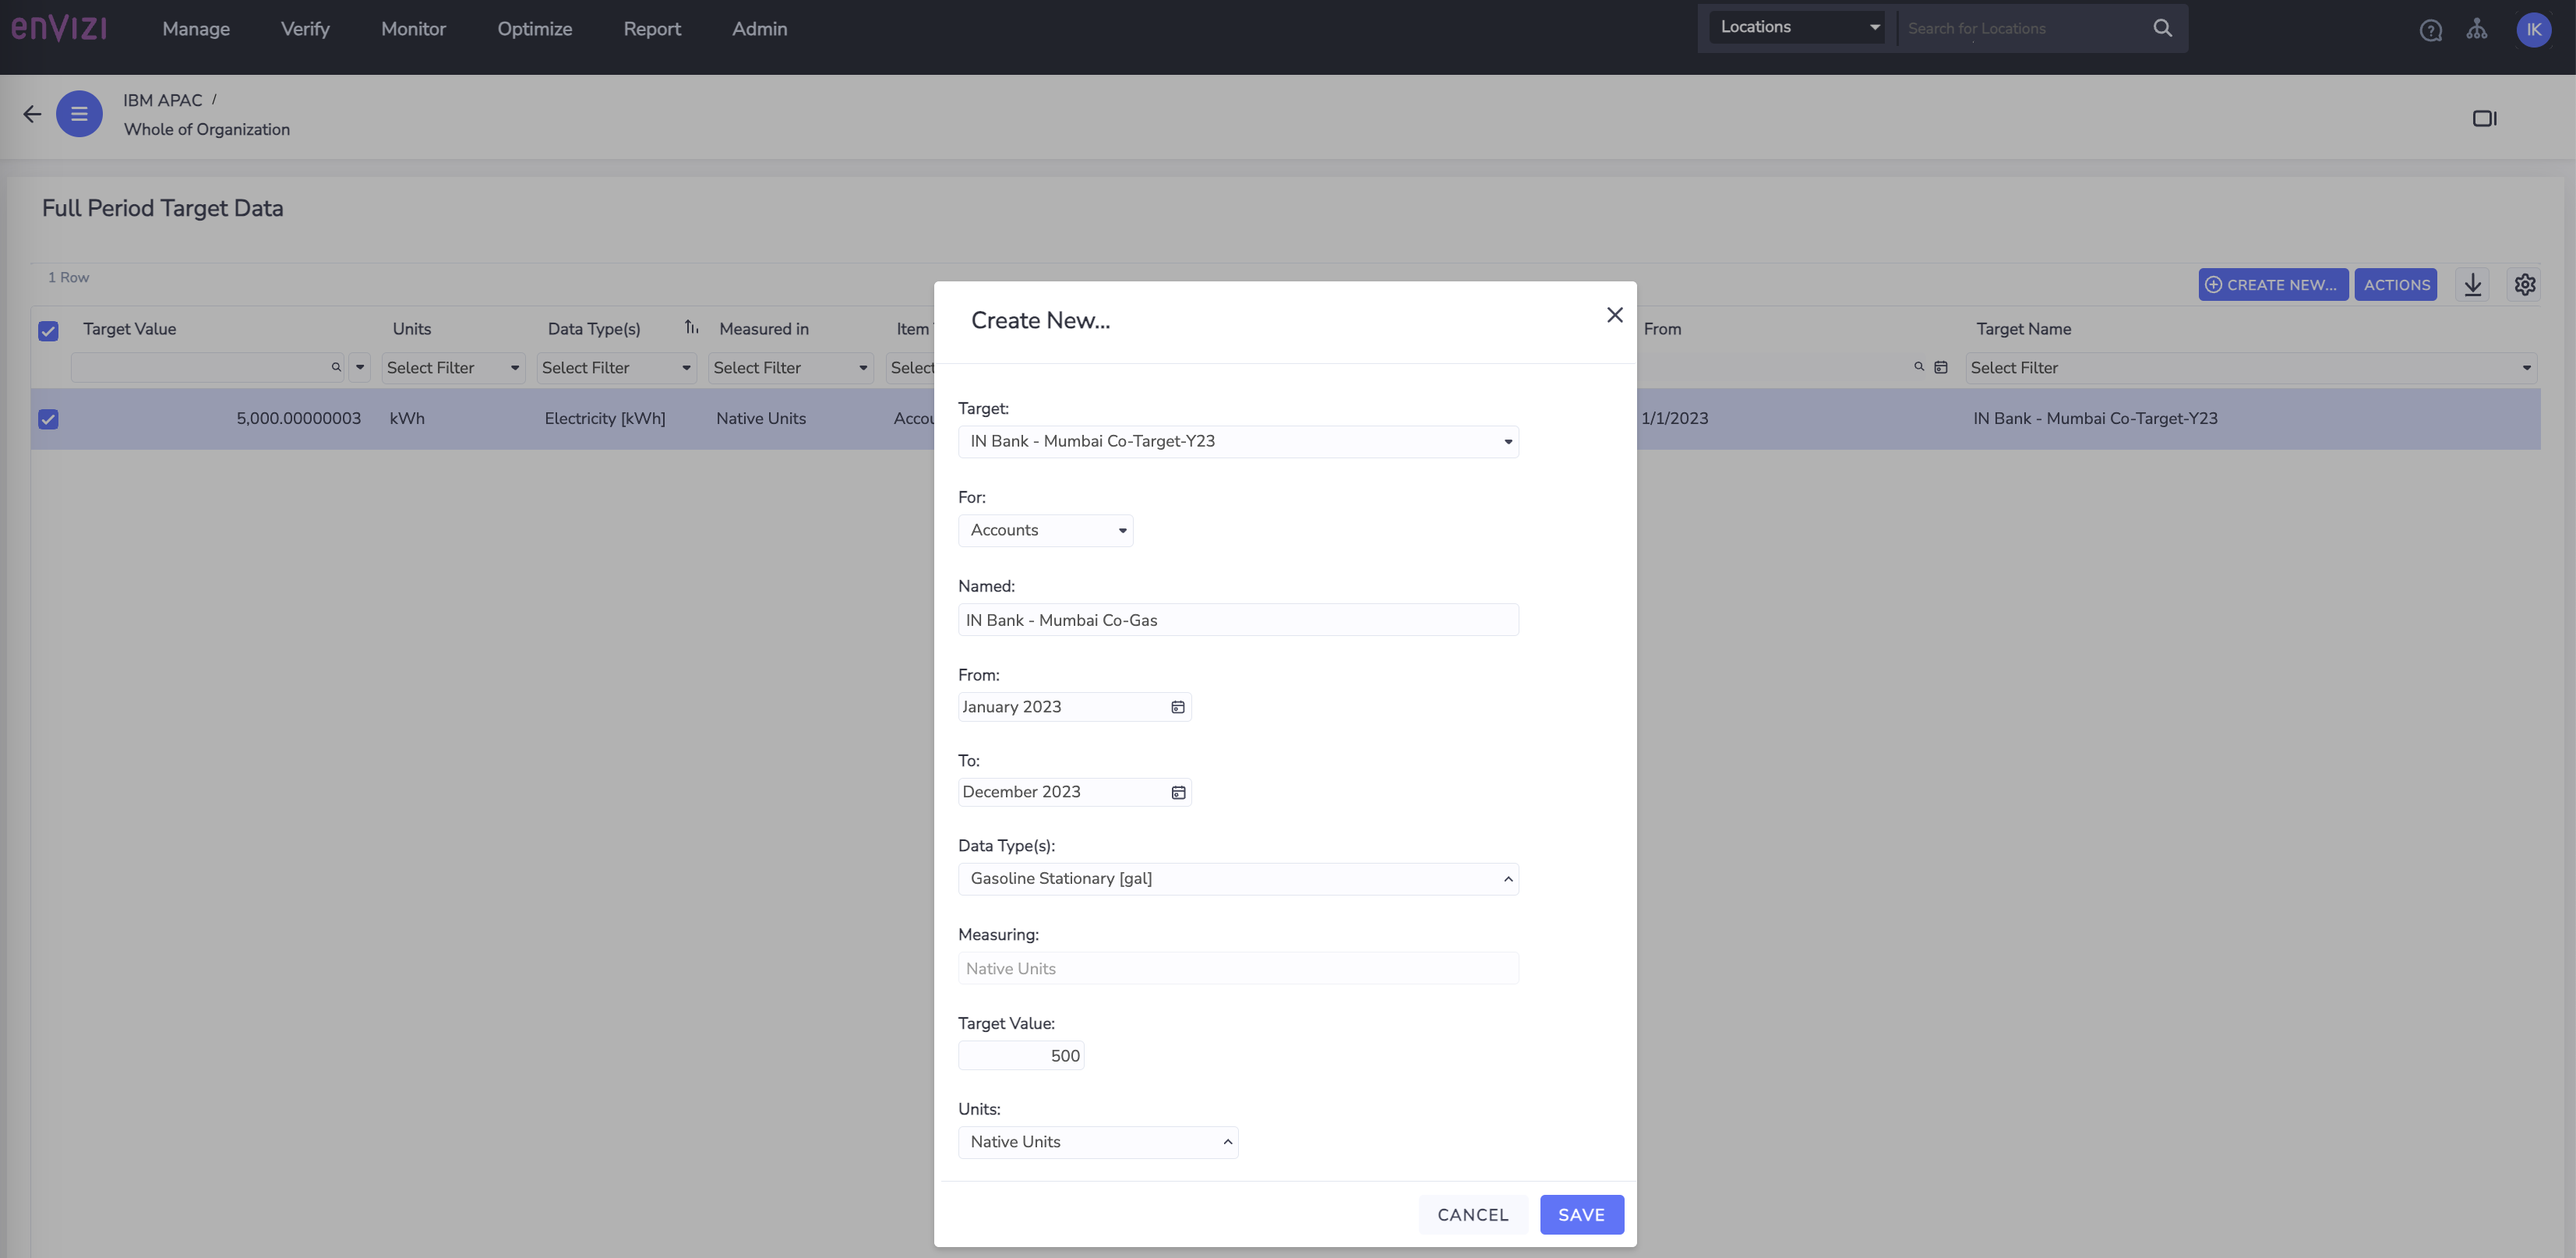 enVIZI
Manage Verify Monitor Optimize Report Admin
Locations Search for Locations
IK
IBM APAC /
Whole of Organization
Full Period Target Data
1 Row
CREATE NEW... ACTIONS
Target Value Units Data Type(s) Measured in Item From Target Name
Select Filter Select Filter Select Filter Select Select Filter
5,000.00000003 kWh Electricity [kWh] Native Units Accou 1/1/2023 IN Bank - Mumbai Co-Target-Y23
Create New...
Target:
IN Bank - Mumbai Co-Target-Y23
For:
Accounts
Named:
IN Bank - Mumbai Co-Gas
From:
January 2023
To:
December 2023
Data Type(s):
Gasoline Stationary [gal]
Measuring:
Native Units
Target Value:
500
Units:
Native Units
CANCEL SAVE